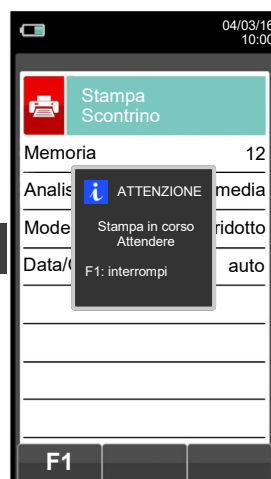 04/03/16
10:00
Stampa
Scontrino
Memoria 12
Analis media
Mode ridotto
Data/ auto
i ATTENZIONE
Stampa in corso
Attendere
F1: interrompi
F1